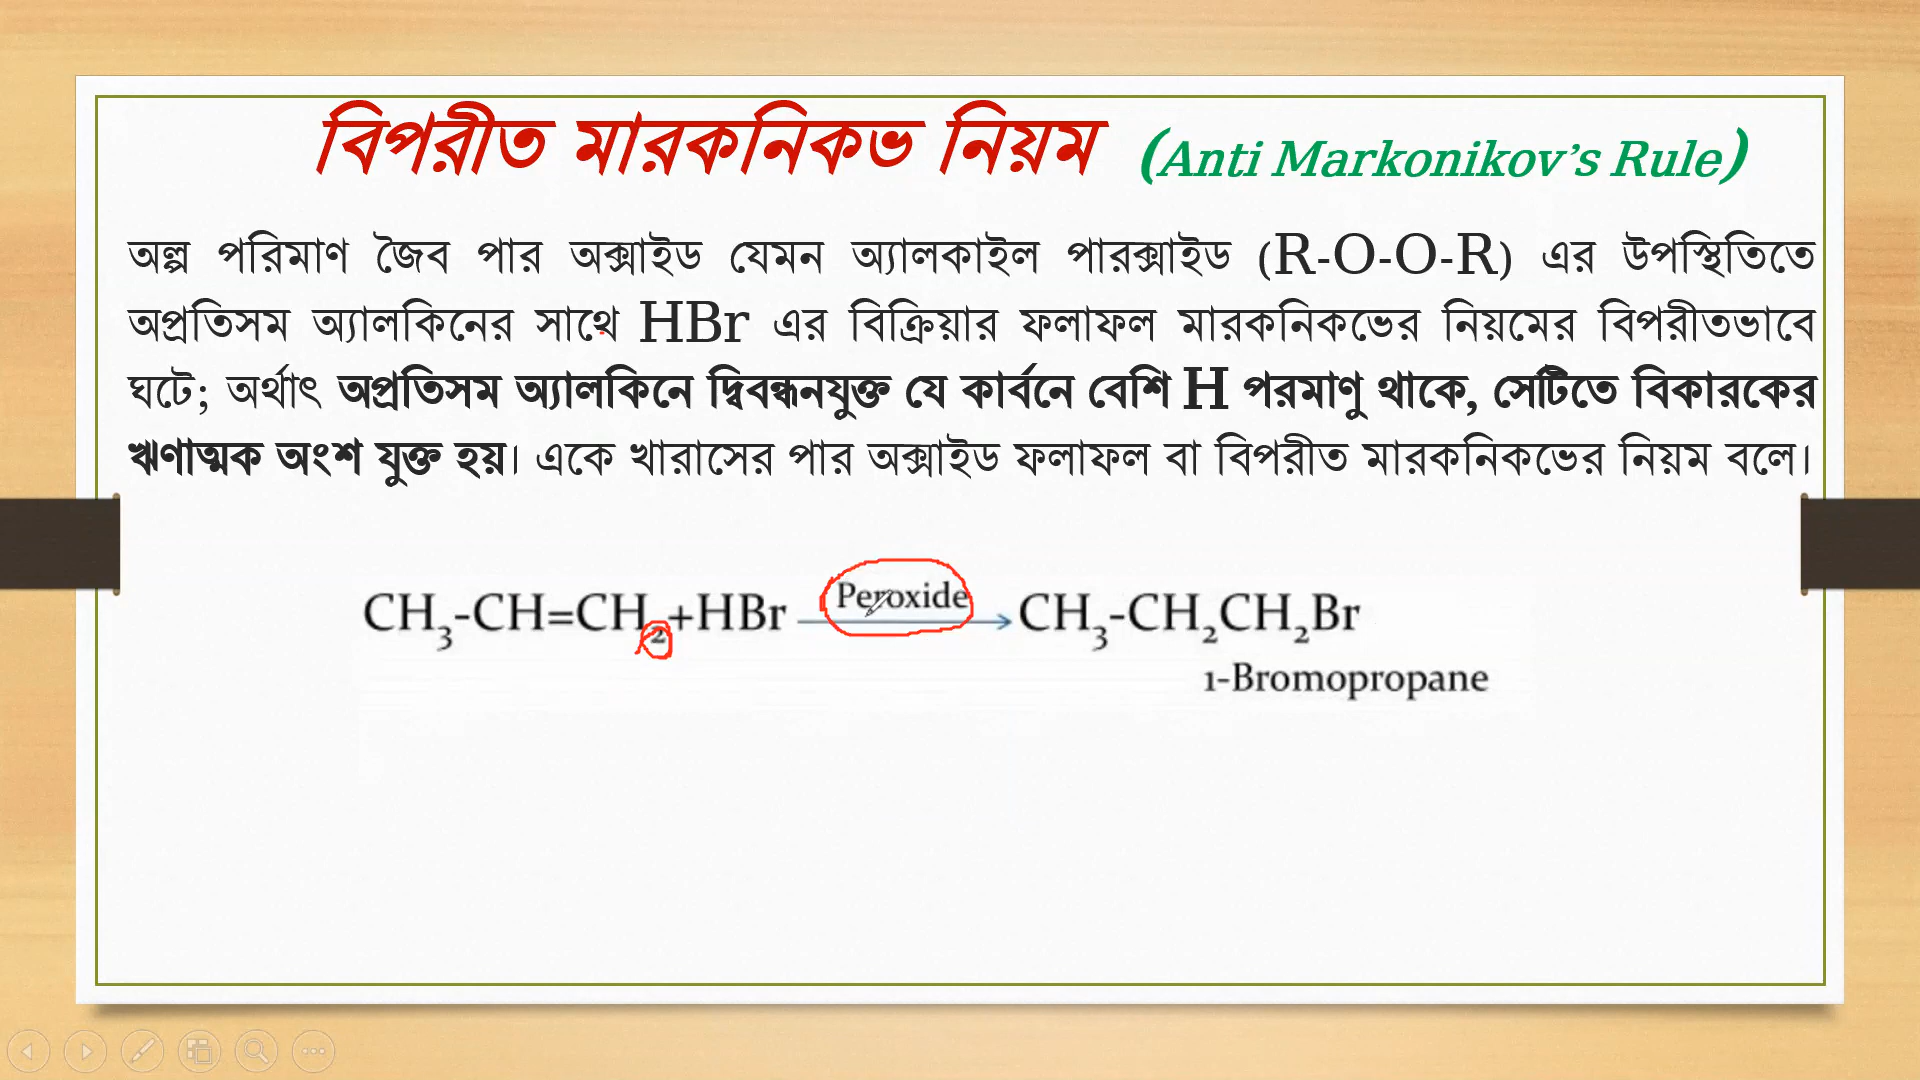 বিপরীত মারকনিকভ নিয়ম (Anti Markonikov’s Rule)
অল্প পরিমাণ জৈব পার অক্সাইড যেমন অ্যালকাইল পারক্সাইড (R-O-O-R) এর উপস্থিতিতে
অপ্রতিসম অ্যালকিনের সাথে HBr এর বিক্রিয়ার ফলাফল মারকনিকভের নিয়মের বিপরীতভাবে
ঘটে; অর্থাৎ অপ্রতিসম অ্যালকিনে দ্বিবন্ধনযুক্ত যে কার্বনে বেশি H পরমাণু থাকে, সেটিতে বিকারকের
ঋণাত্মক অংশ যুক্ত হয়। একে খারাসের পার অক্সাইড ফলাফল বা বিপরীত মারকনিকভের নিয়ম বলে।
Peroxide
CH₃-CH=CH₂+HBr → CH₃-CH₂CH₂Br
1-Bromopropane